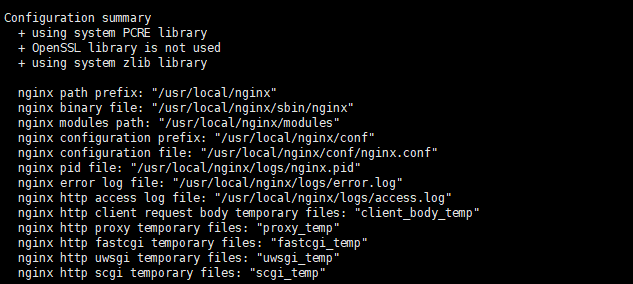 Configuration summary
+ using system PCRE library
+ OpenSSL library is not used
+ using system zlib library
nginx path prefix: "/usr/local/nginx"
nginx binary file: "/usr/local/nginx/sbin/nginx"
nginx modules path: "/usr/local/nginx/modules"
nginx configuration prefix: "/usr/local/nginx/conf"
nginx configuration file: "/usr/local/nginx/conf/nginx.conf"
nginx pid file: "/usr/local/nginx/logs/nginx.pid"
nginx error log file: "/usr/local/nginx/logs/error.log"
nginx http access log file: "/usr/local/nginx/logs/access.log"
nginx http client request body temporary files: "client_body_temp"
nginx http proxy temporary files: "proxy_temp"
nginx http fastcgi temporary files: "fastcgi_temp"
nginx http uwsgi temporary files: "uwsgi_temp"
nginx http scgi temporary files: "scgi_temp"